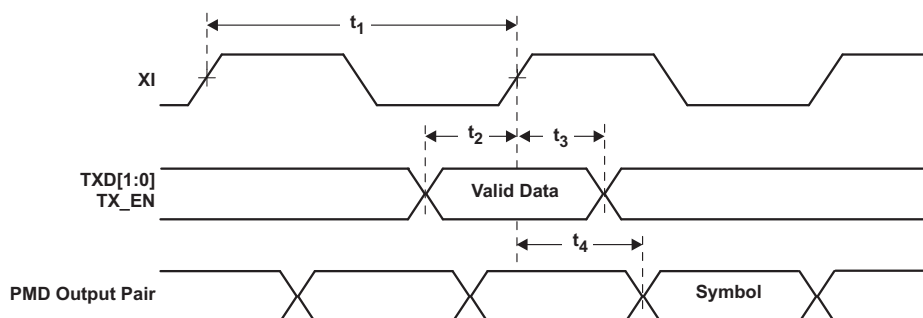 t1
XI
t2
t3
TXD[1:0]
TX_EN
Valid Data
t4
PMD Output Pair
Symbol